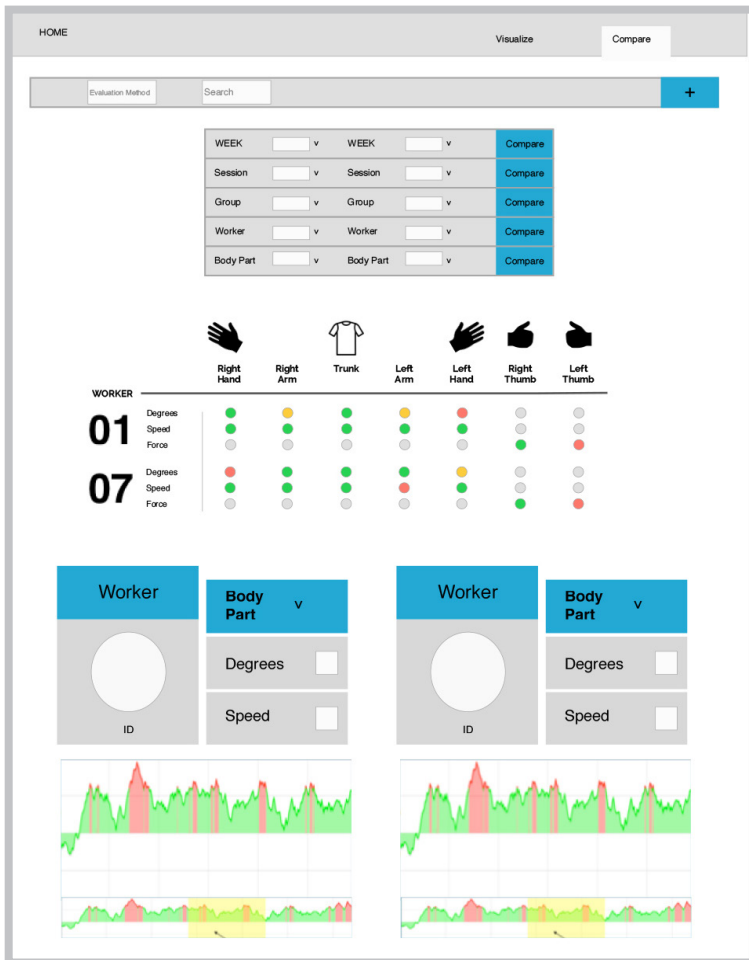 HOME
Visualize
Compare
Evaluation Method
Search
+
WEEK v WEEK v Compare
Session v Session v Compare
Group v Group v Compare
Worker v Worker v Compare
Body Part v Body Part v Compare
Right Hand Right Arm Trunk Left Arm Left Hand Right Thumb Left Thumb
WORKER
01
Degrees
Speed
Force
07
Degrees
Speed
Force
Worker
ID
Body
Part
v
Degrees
Speed
Worker
ID
Body
Part
v
Degrees
Speed